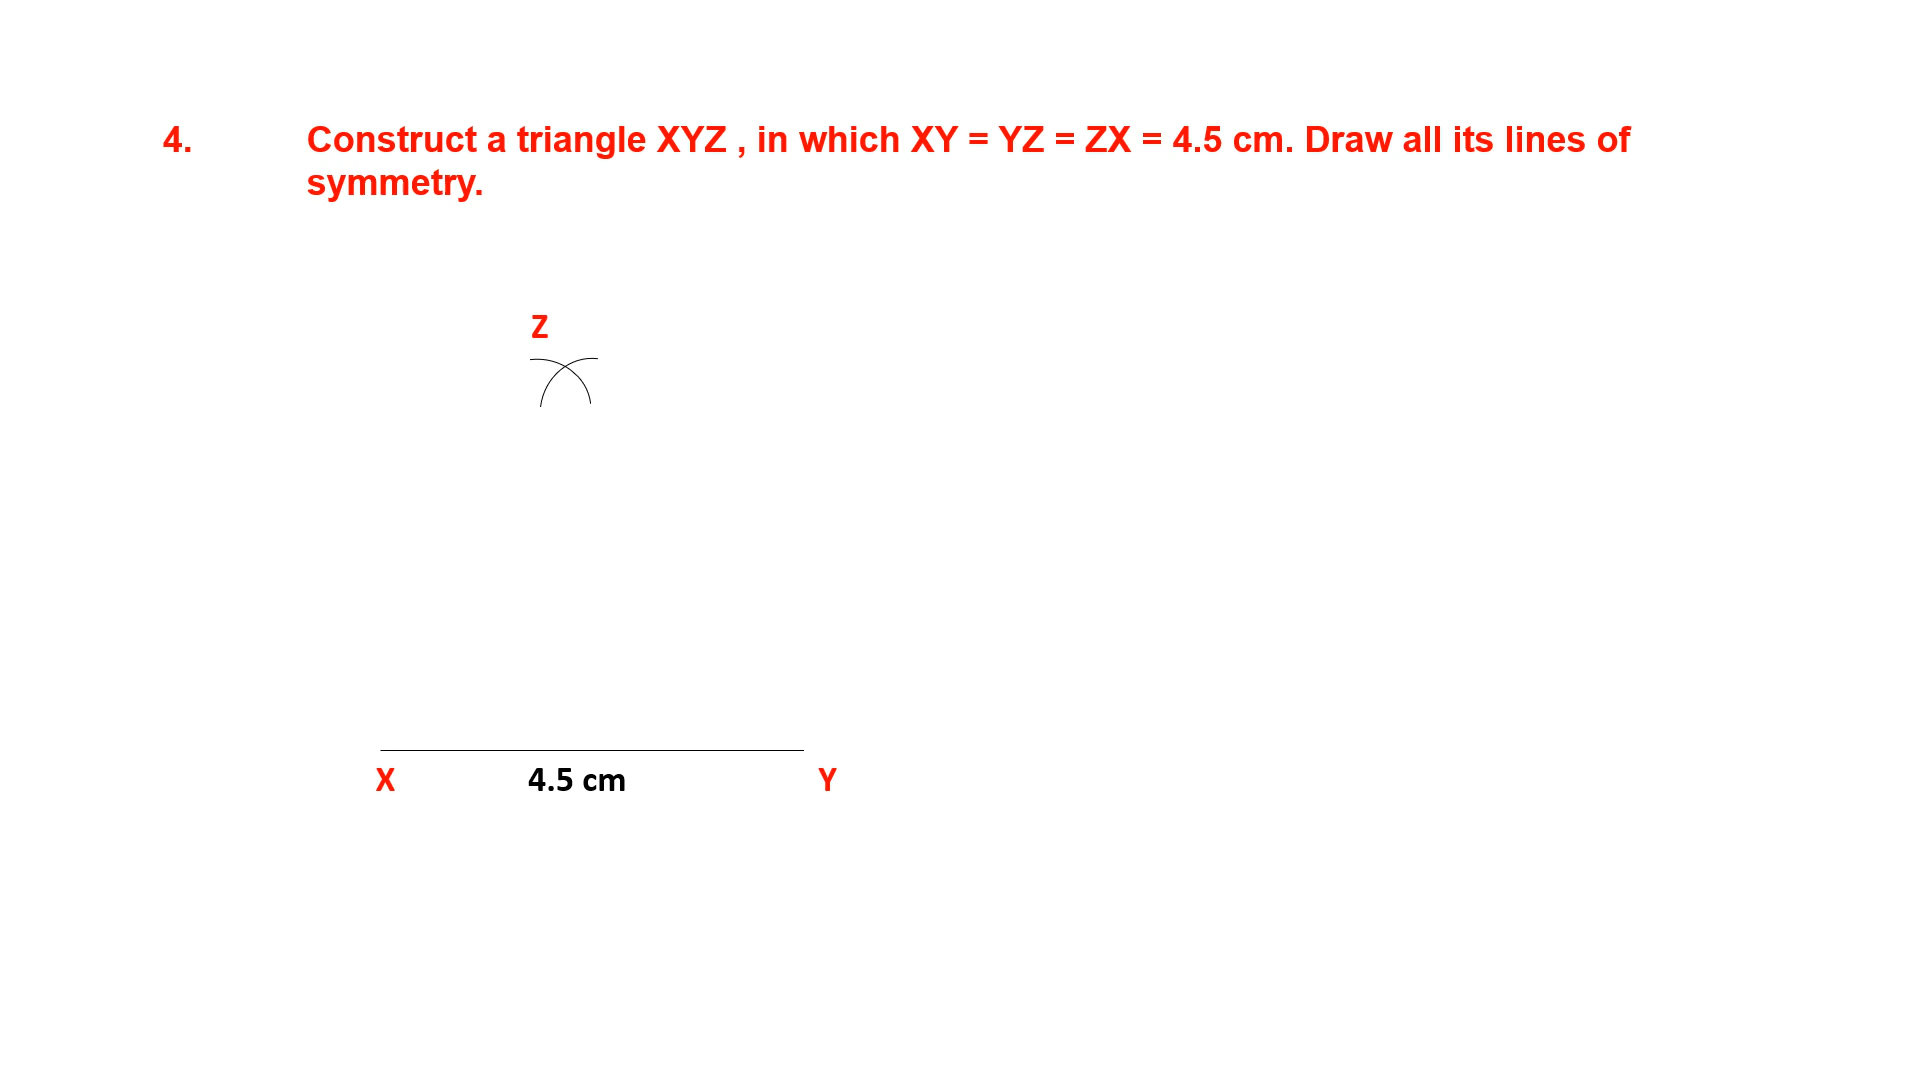 4. Construct a triangle XYZ , in which XY = YZ = ZX = 4.5 cm. Draw all its lines of
symmetry.
Z
X 4.5 cm Y